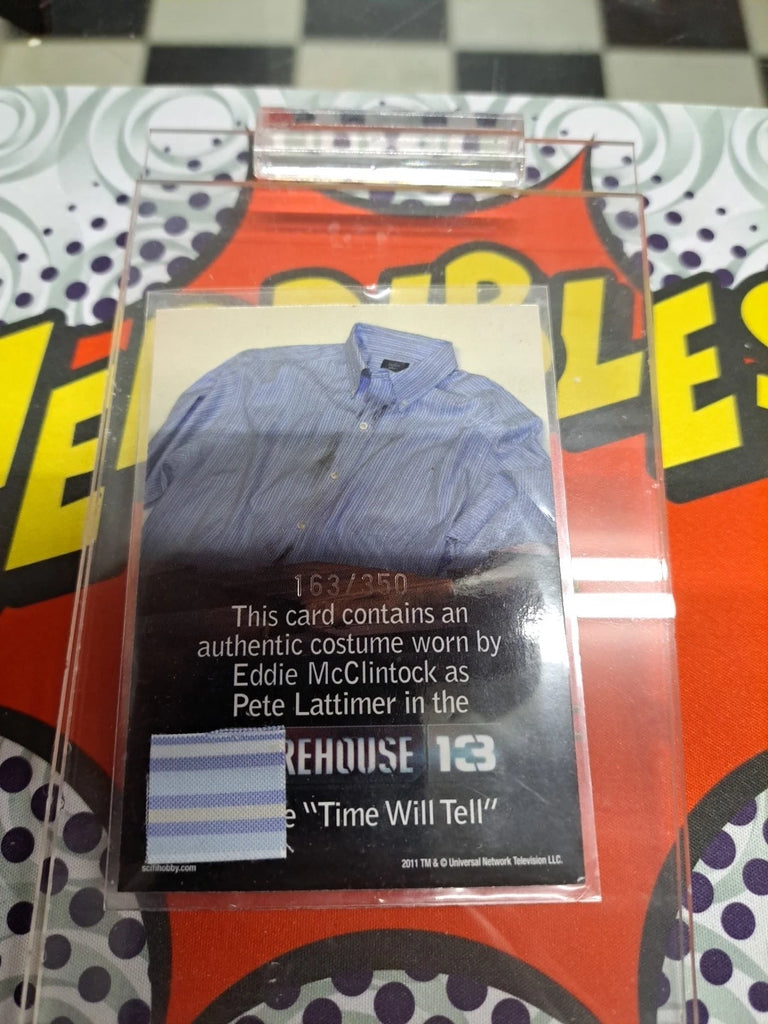 163/350
This card contains an
authentic costume worn by
Eddie McClintock as
Pete Lattimer in the
REHOUSE 13
e "Time Will Tell"
scifihobby.com
2011 TM & © Universal Network Television LLC.